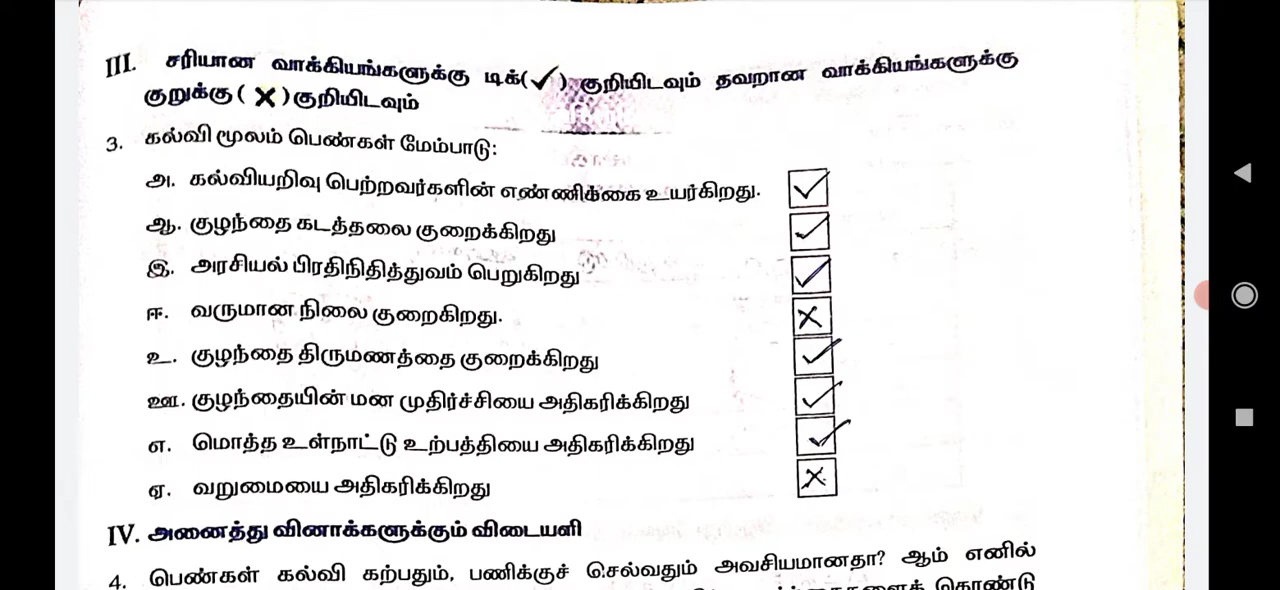 III. சரியான வாக்கியங்களுக்கு டிக்(✓) குறியிடவும் தவறான வாக்கியங்களுக்கு
குறுக்கு( X )குறியிடவும்
3. கல்வி மூலம் பெண்கள் மேம்பாடு:
அ. கல்வியறிவு பெற்றவர்களின் எண்ணிக்கை உயர்கிறது. ✓
ஆ. குழந்தை கடத்தலை குறைக்கிறது ✓
இ. அரசியல் பிரதிநிதித்துவம் பெறுகிறது ✓
ஈ. வருமான நிலை குறைகிறது. X
உ. குழந்தை திருமணத்தை குறைக்கிறது ✓
ஊ. குழந்தையின் மன முதிர்ச்சியை அதிகரிக்கிறது ✓
எ. மொத்த உள்நாட்டு உற்பத்தியை அதிகரிக்கிறது ✓
ஏ. வறுமையை அதிகரிக்கிறது X
IV. அனைத்து வினாக்களுக்கும் விடையளி
4. பெண்கள் கல்வி கற்பதும், பணிக்குச் செல்வதும் அவசியமானதா? ஆம் எனில்
கொண்டு